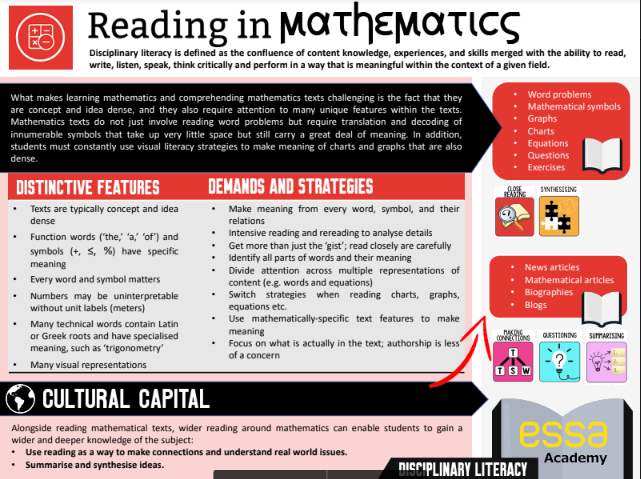 Reading in MATHEMATICS
Disciplinary literacy is defined as the confluence of content knowledge, experiences, and skills merged with the ability to read,
write, listen, speak, think critically and perform in a way that is meaningful within the context of a given field.
What makes learning mathematics and comprehending mathematics texts challenging is the fact that they
are concept and idea dense, and they also require attention to many unique features within the texts.
Mathematics texts do not just involve reading word problems but require translation and decoding of
innumerable symbols that take up very little space but still carry a great deal of meaning. In addition,
students must constantly use visual literacy strategies to make meaning of charts and graphs that are also
dense.
• Word problems
• Mathematical symbols
• Graphs
• Charts
• Equations
• Questions
• Exercises
CLOSE
READING
SYNTHESISING
DISTINCTIVE FEATURES
• Texts are typically concept and idea
dense
• Function words ('the,' 'a,' 'of') and
symbols (+, ≤, %) have specific
meaning
• Every word and symbol matters
• Numbers may be uninterpretable
without unit labels (meters)
• Many technical words contain Latin
or Greek roots and have specialised
meaning, such as 'trigonometry'
• Many visual representations
DEMANDS AND STRATEGIES
• Make meaning from every word, symbol, and their
relations
• Intensive reading and rereading to analyse details
• Get more than just the 'gist'; read closely are carefully
• Identify all parts of words and their meaning
• Divide attention across multiple representations of
content (e.g. words and equations)
• Switch strategies when reading charts, graphs,
equations etc.
• Use mathematically-specific text features to make
meaning
• Focus on what is actually in the text; authorship is less
of a concern
• News articles
• Mathematical articles
• Biographies
• Blogs
MAKING
CONNECTIONS
T
T S W
QUESTIONING
?
SUMMARISING
CULTURAL CAPITAL
Alongside reading mathematical texts, wider reading around mathematics can enable students to gain a
wider and deeper knowledge of the subject:
• Use reading as a way to make connections and understand real world issues.
• Summarise and synthesise ideas.
essa
Academy
DISCIPLINARY LITERACY